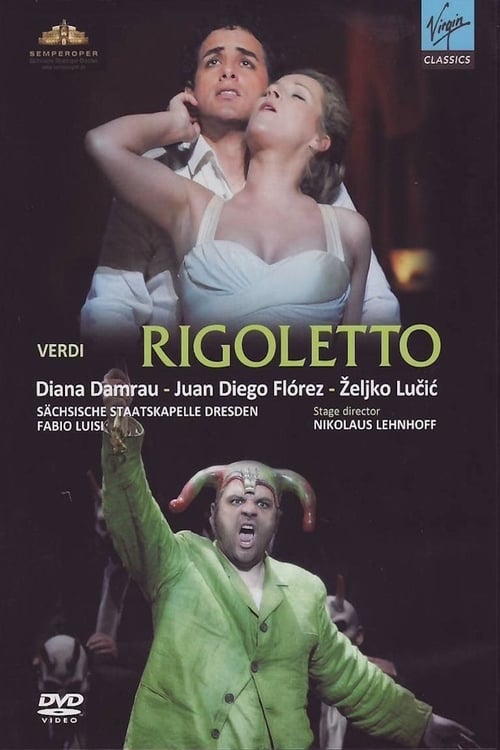 SEMPEROPER
Virgin
CLASSICS
VERDI
RIGOLETTO
Diana Damrau - Juan Diego Flórez - Željko Lučić
SÄCHSISCHE STAATSKAPELLE DRESDEN
FABIO LUISI
Stage director
NIKOLAUS LEHNHOFF
DVD
VIDEO